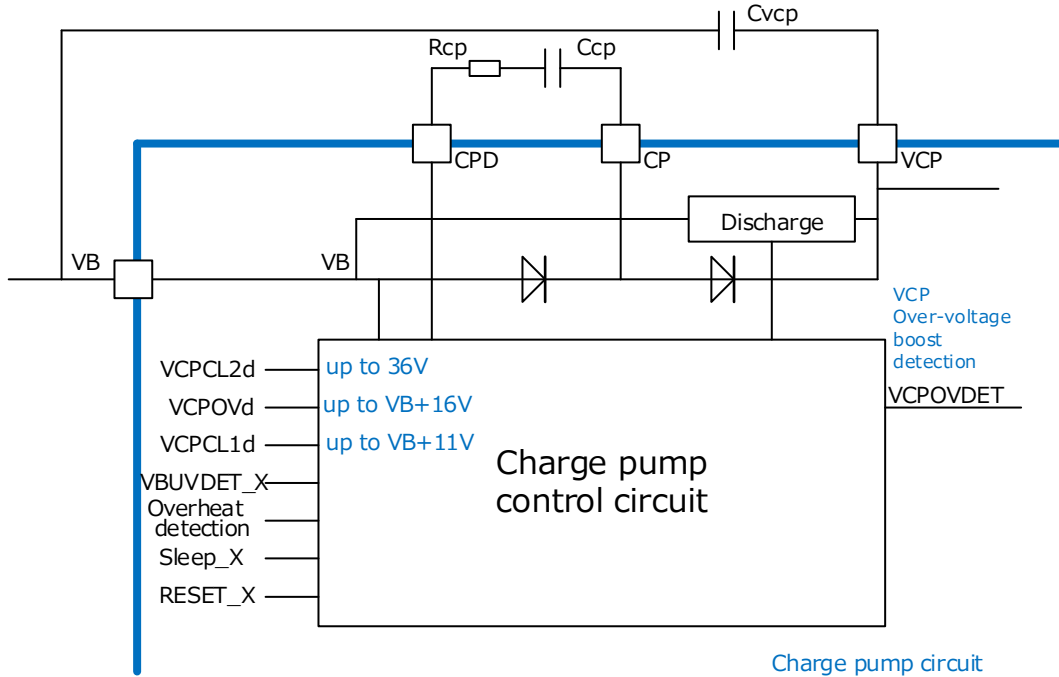 Cvcp
Rcp
Ccp
CPD
CP
VCP
Discharge
VB
VB
VCP
Over-voltage
boost
detection
VCPCL2d
up to 36V
VCPOVd
up to VB+16V
VCPOVDET
VCPCL1d
up to VB+11V
Charge pump
control circuit
VBUVDET_X
Overheat
detection
Sleep_X
RESET_X
Charge pump circuit